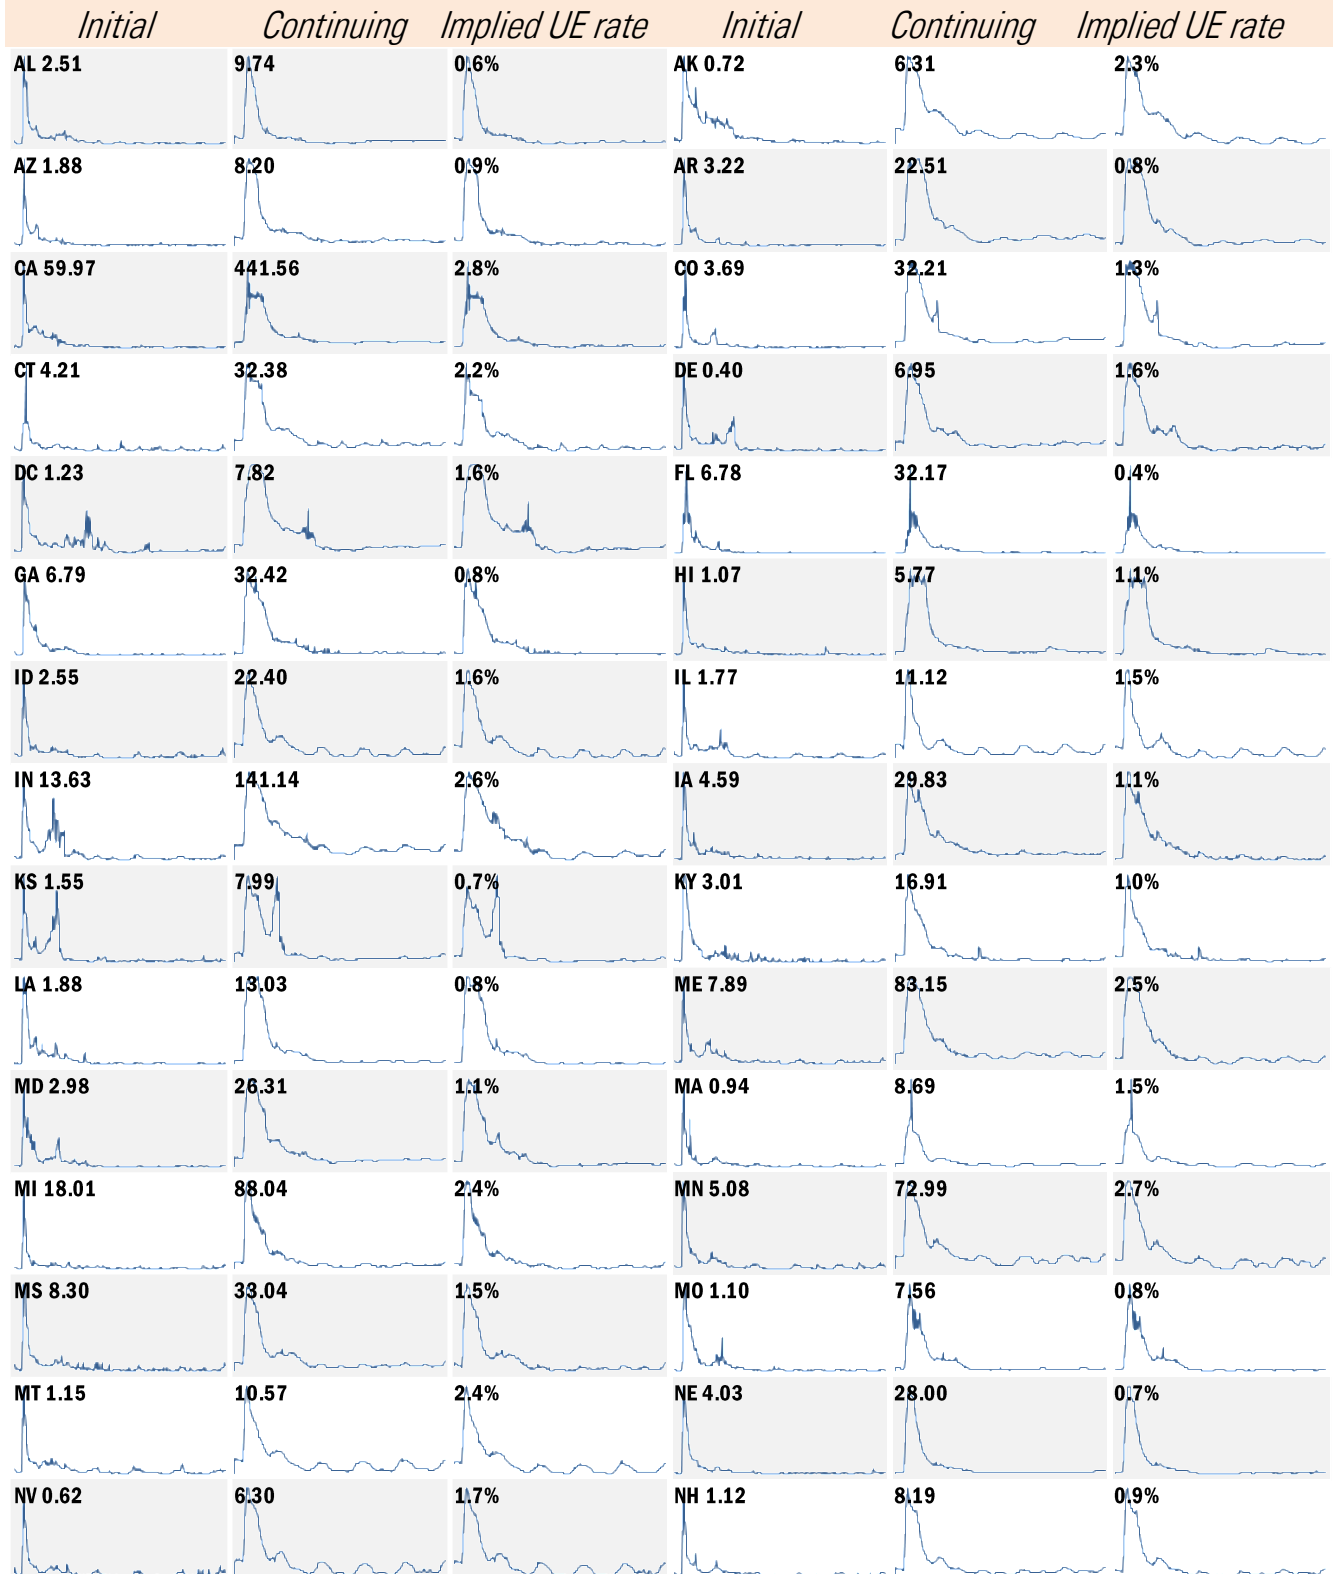 Initial Continuing Implied UE rate Initial Continuing Implied UE rate
AL 2.51 9.74 0.6% AK 0.72 6.31 2.3%
AZ 1.88 8.20 0.9% AR 3.22 22.51 0.8%
CA 59.97 441.56 2.8% CO 3.69 32.21 1.3%
CT 4.21 32.38 2.2% DE 0.40 6.95 1.6%
DC 1.23 7.82 1.6% FL 6.78 32.17 0.4%
GA 6.79 32.42 0.8% HI 1.07 5.77 1.1%
ID 2.55 22.40 1.6% IL 1.77 11.12 1.5%
IN 13.63 141.14 2.6% IA 4.59 29.83 1.1%
KS 1.55 7.99 0.7% KY 3.01 16.91 1.0%
LA 1.88 13.03 0.8% ME 7.89 83.15 2.5%
MD 2.98 26.31 1.1% MA 0.94 8.69 1.5%
MI 18.01 88.04 2.4% MN 5.08 72.99 2.7%
MS 8.30 33.04 1.5% MO 1.10 7.56 0.8%
MT 1.15 10.57 2.4% NE 4.03 28.00 0.7%
NV 0.62 6.30 1.7% NH 1.12 8.19 0.9%